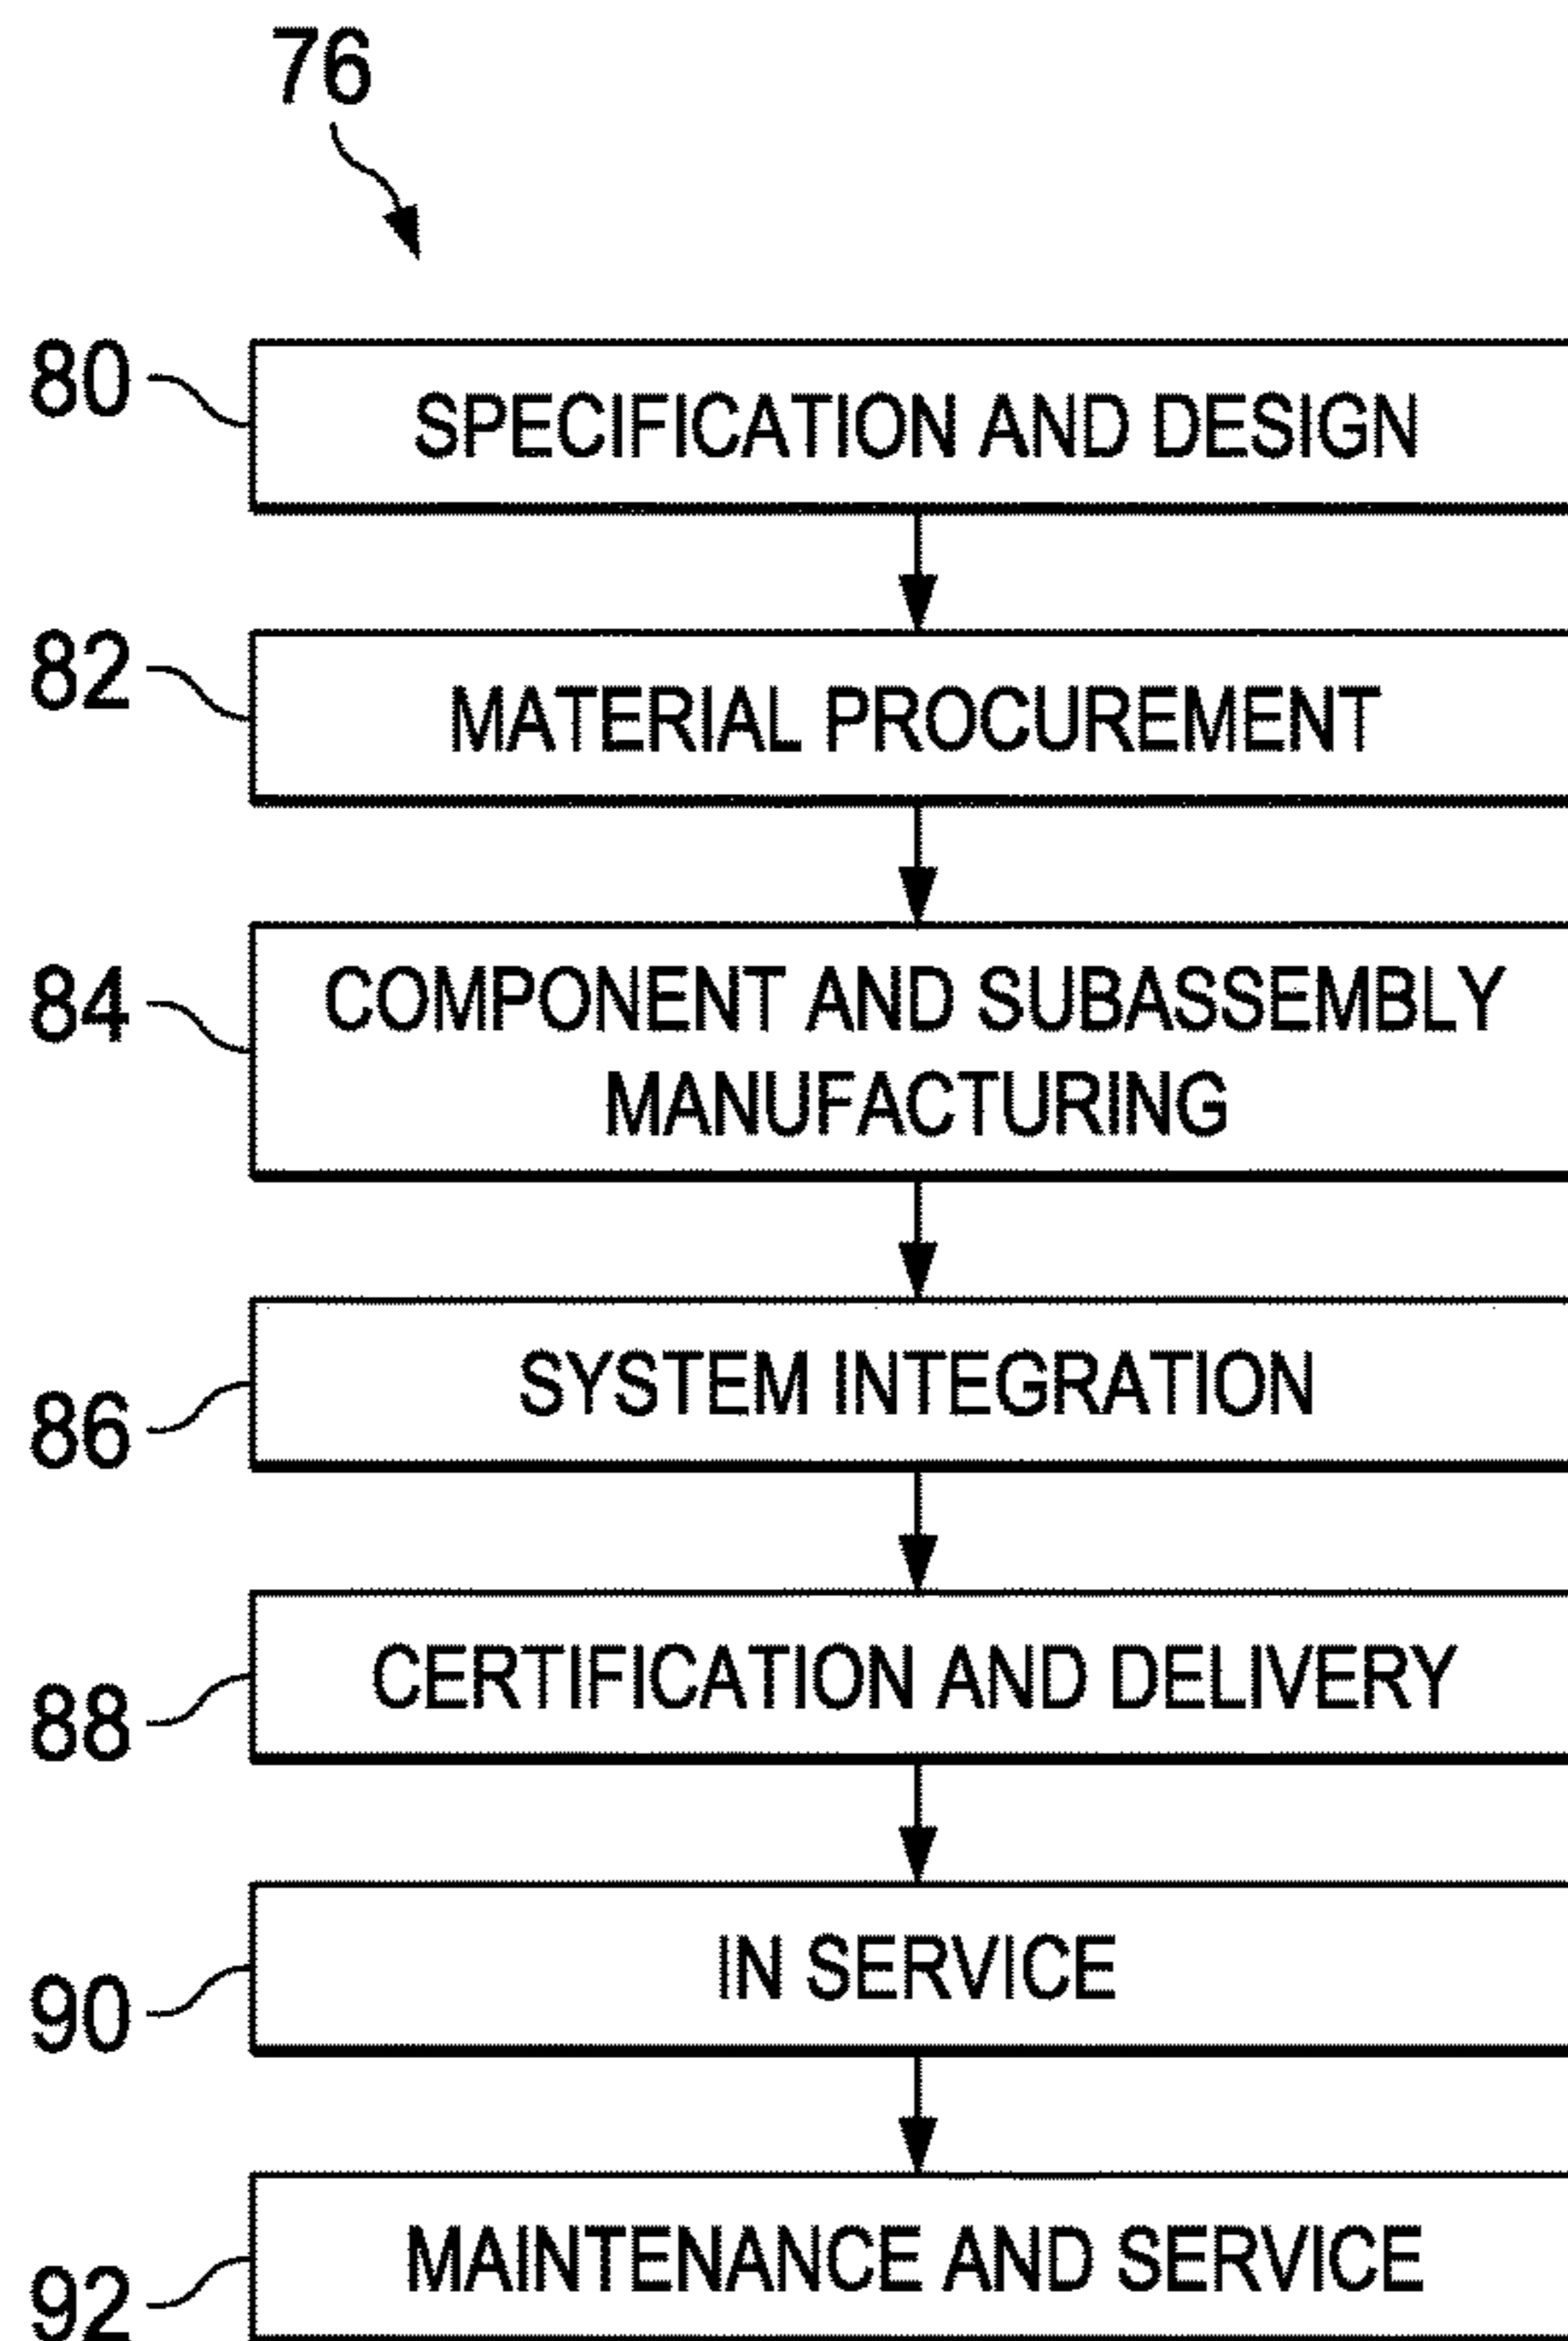 76
80
SPECIFICATION AND DESIGN
82
MATERIAL PROCUREMENT
84
COMPONENT AND SUBASSEMBLY
MANUFACTURING
86
SYSTEM INTEGRATION
88
CERTIFICATION AND DELIVERY
90
IN SERVICE
92
MAINTENANCE AND SERVICE